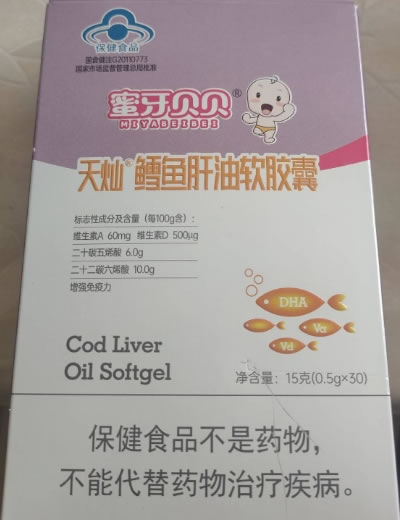 保健食品
国食健注G20110773
国家市场监督管理总局批准
蜜牙贝贝®
MIYABEIBEI
天灿®鳕鱼肝油软胶囊
标志性成分及含量（每100g含）：
维生素A 60mg 维生素D 500μg
二十碳五烯酸 6.0g
二十二碳六烯酸 10.0g
增强免疫力
DHA
Va
Vd
Cod Liver
Oil Softgel
净含量： 15克(0.5g×30)
保健食品不是药物，
不能代替药物治疗疾病。